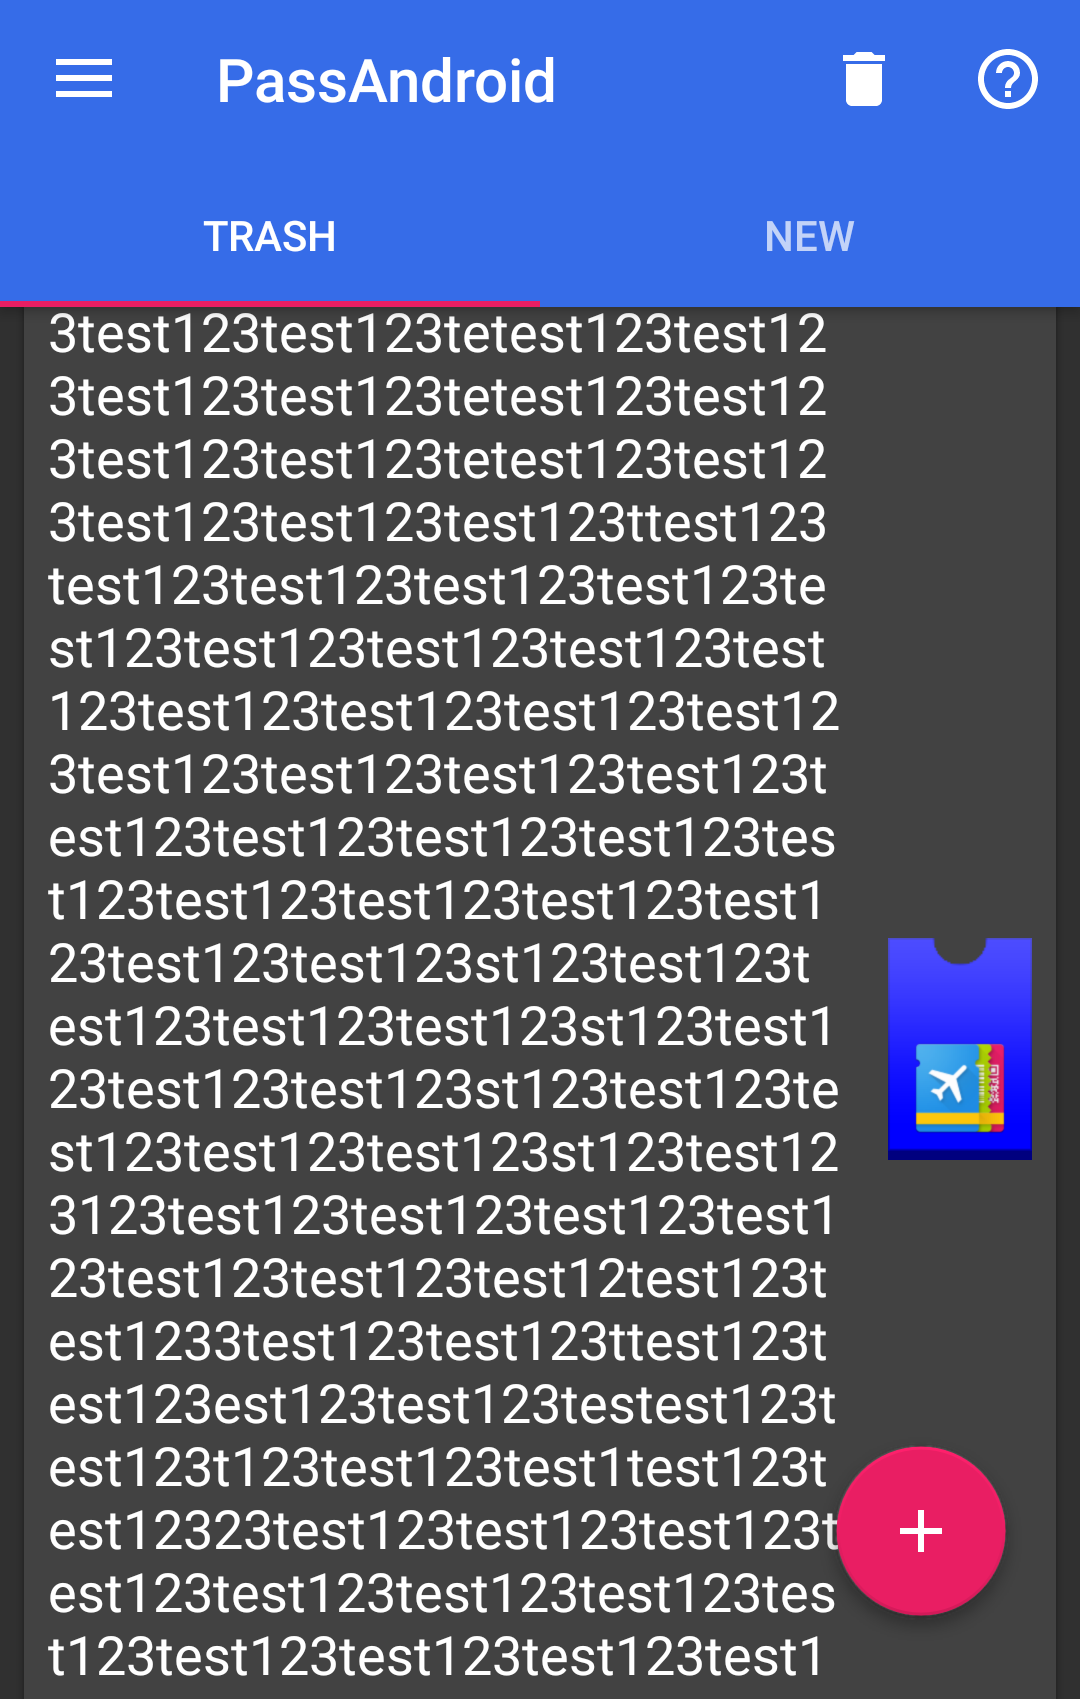 PassAndroid
TRASH
NEW
3test123test123tetest123test12
3test123test123tetest123test12
3test123test123tetest123test12
3test123test123test123ttest123
test123test123test123test123te
st123test123test123test123test
123test123test123test123test12
3test123test123test123test123t
est123test123test123test123tes
t123test123test123test123test1
23test123test123st123test123t
est123test123test123st123test1
23test123test123st123test123te
st123test123test123st123test12
3123test123test123test123test1
23test123test123test12test123t
est1233test123test123ttest123t
est123est123test123testest123t
est123t123test123test1test123t
est12323test123test123test123t
est123test123test123test123tes
t123test123test123test123test1